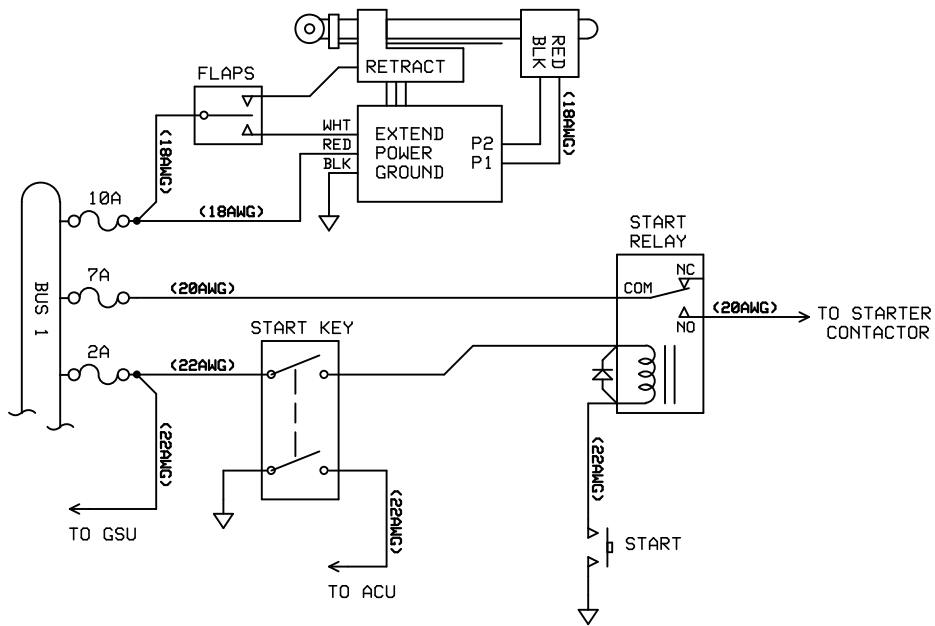 RED
BLK
RETRACT
FLAPS
(18AWG)
WHT
RED
BLK
EXTEND
POWER
GROUND
P2
P1
(18AWG)
10A
(18AWG)
BUS 1
7A
(20AWG)
START
RELAY
NC
COM
NO
(20AWG)
TO STARTER
CONTACTOR
2A
(22AWG)
START KEY
(22AWG)
TO GSU
(22AWG)
TO ACU
(22AWG)
START